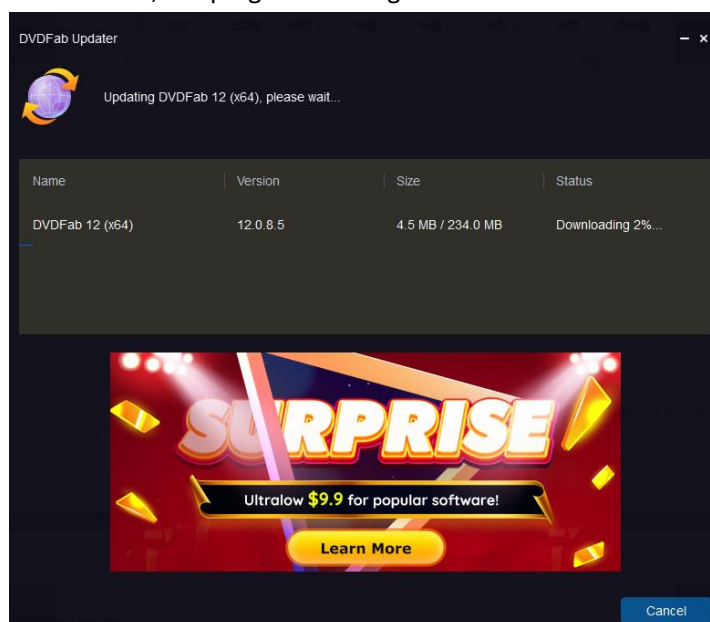 DVDFab Updater
Updating DVDFab 12 (x64), please wait...
Name Version Size Status
DVDFab 12 (x64) 12.0.8.5 4.5 MB / 234.0 MB Downloading 2%...
SURPRISE
Ultralow $9.9 for popular software!
Learn More
Cancel